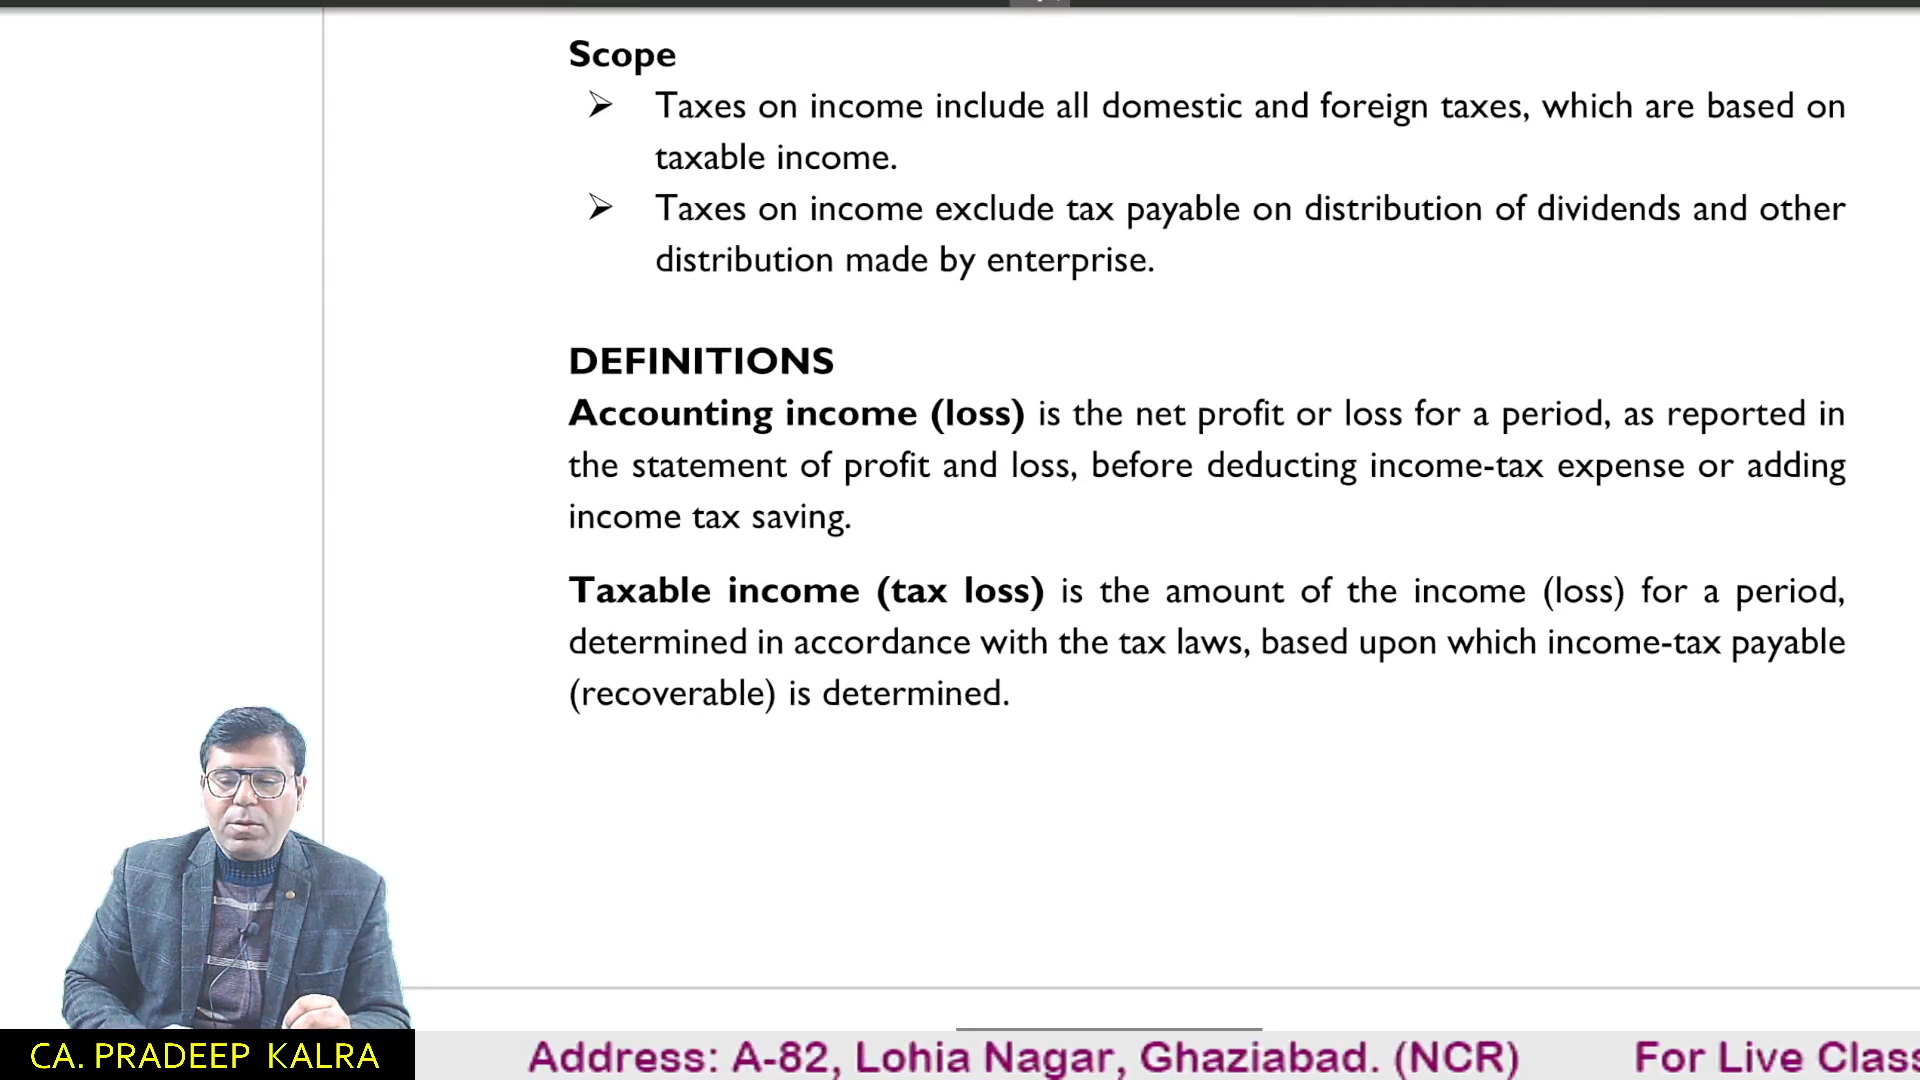 Scope
➢ Taxes on income include all domestic and foreign taxes, which are based on
taxable income.
➢ Taxes on income exclude tax payable on distribution of dividends and other
distribution made by enterprise.
DEFINITIONS
Accounting income (loss) is the net profit or loss for a period, as reported in
the statement of profit and loss, before deducting income-tax expense or adding
income tax saving.
Taxable income (tax loss) is the amount of the income (loss) for a period,
determined in accordance with the tax laws, based upon which income-tax payable
(recoverable) is determined.
CA. PRADEEP KALRA
Address: A-82, Lohia Nagar, Ghaziabad. (NCR) For Live Class